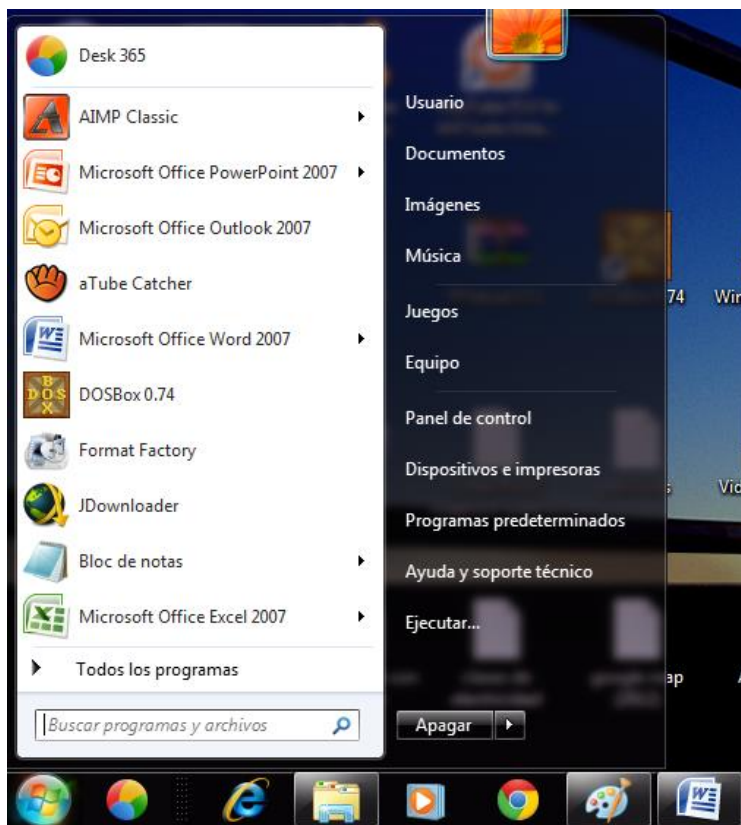 Desk 365
AIMP Classic
Microsoft Office PowerPoint 2007
Microsoft Office Outlook 2007
aTube Catcher
Microsoft Office Word 2007
DOSBox 0.74
Format Factory
JDownloader
Bloc de notas
Microsoft Office Excel 2007
Todos los programas
Buscar programas y archivos
Usuario
Documentos
Imágenes
Música
Juegos
Equipo
Panel de control
Dispositivos e impresoras
Programas predeterminados
Ayuda y soporte técnico
Ejecutar...
Apagar
74